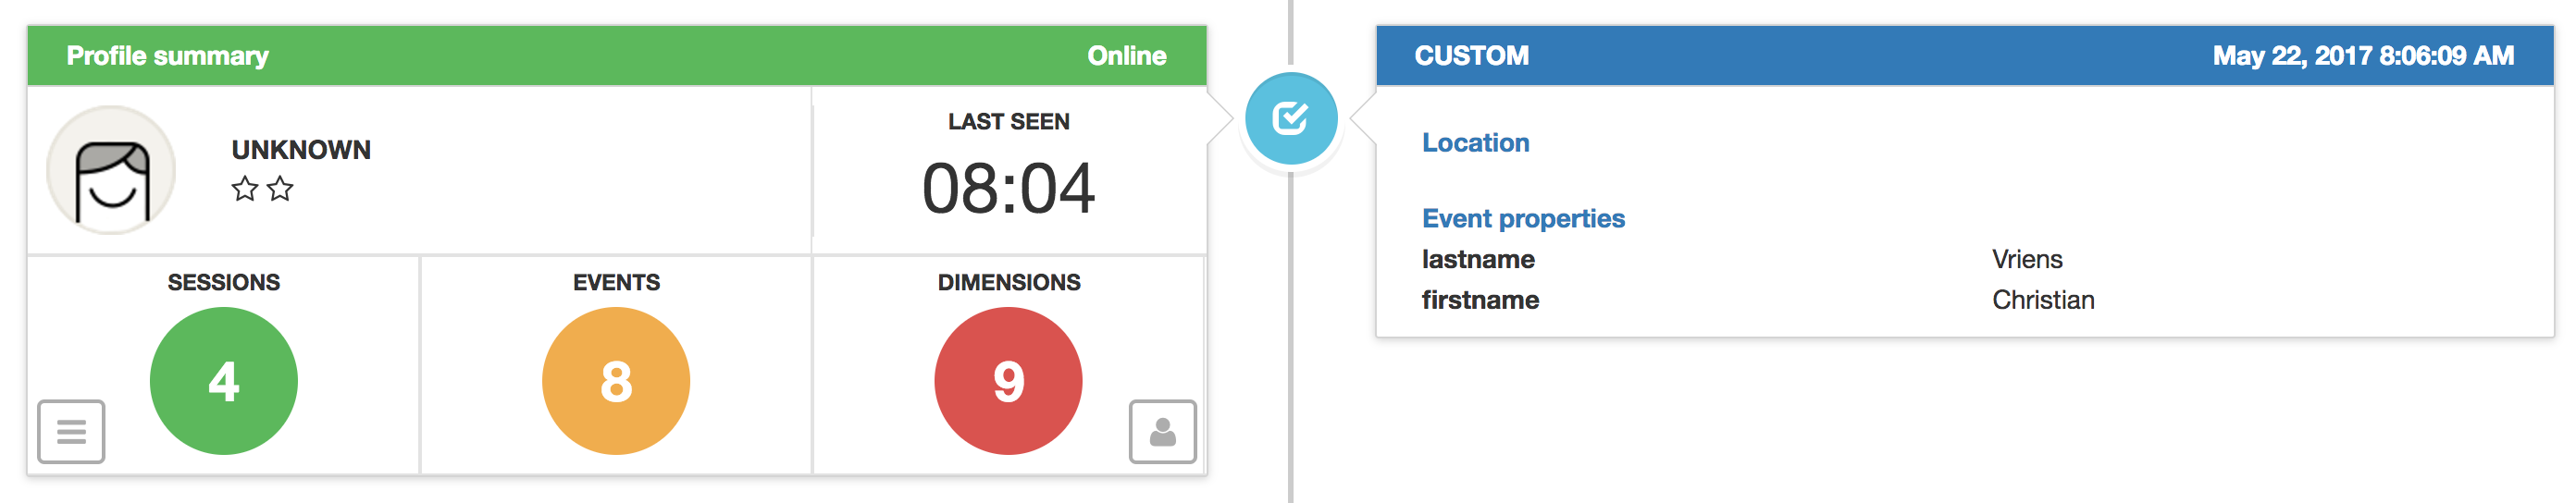 Profile summary Online
UNKNOWN
LAST SEEN
08:04
SESSIONS EVENTS DIMENSIONS
4 8 9
CUSTOM May 22, 2017 8:06:09 AM
Location
Event properties
lastname Vriens
firstname Christian